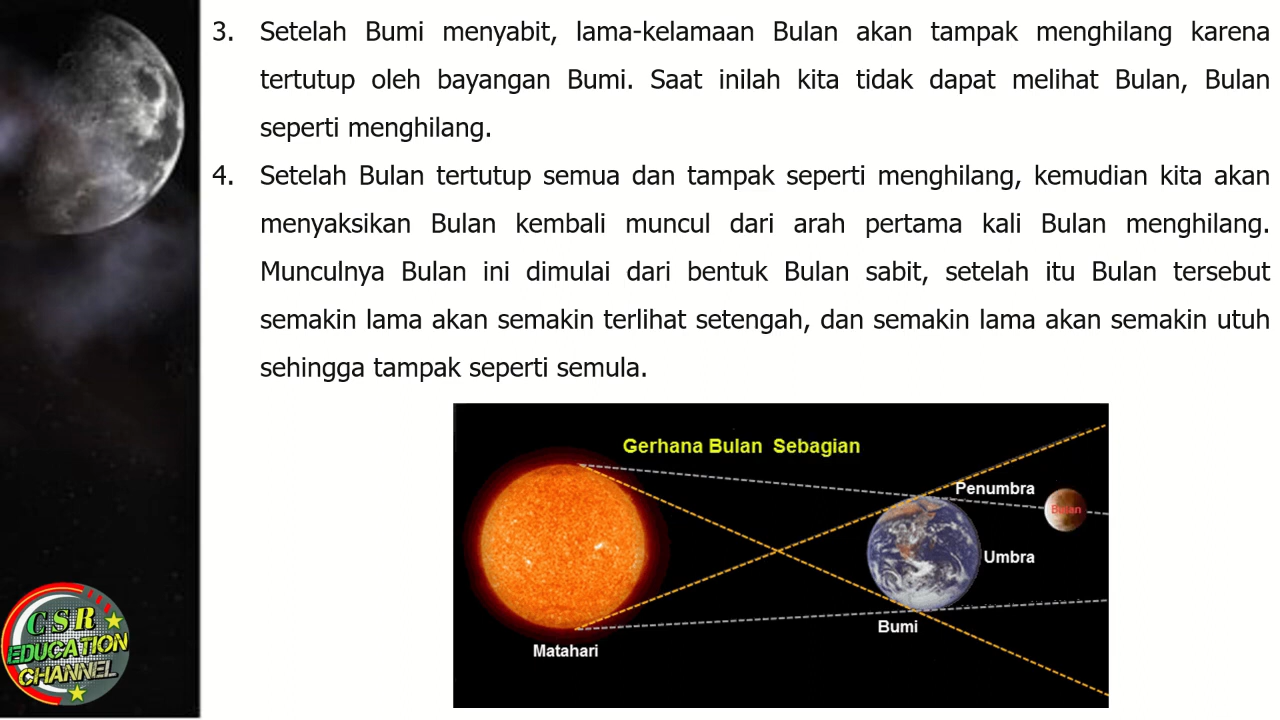 3. Setelah Bumi menyabit, lama-kelamaan Bulan akan tampak menghilang karena
tertutup oleh bayangan Bumi. Saat inilah kita tidak dapat melihat Bulan, Bulan
seperti menghilang.
4. Setelah Bulan tertutup semua dan tampak seperti menghilang, kemudian kita akan
menyaksikan Bulan kembali muncul dari arah pertama kali Bulan menghilang.
Munculnya Bulan ini dimulai dari bentuk Bulan sabit, setelah itu Bulan tersebut
semakin lama akan semakin terlihat setengah, dan semakin lama akan semakin utuh
sehingga tampak seperti semula.
Gerhana Bulan Sebagian
Penumbra
Bulan
Umbra
Bumi
Matahari
CSR
EDUCATION
CHANNEL